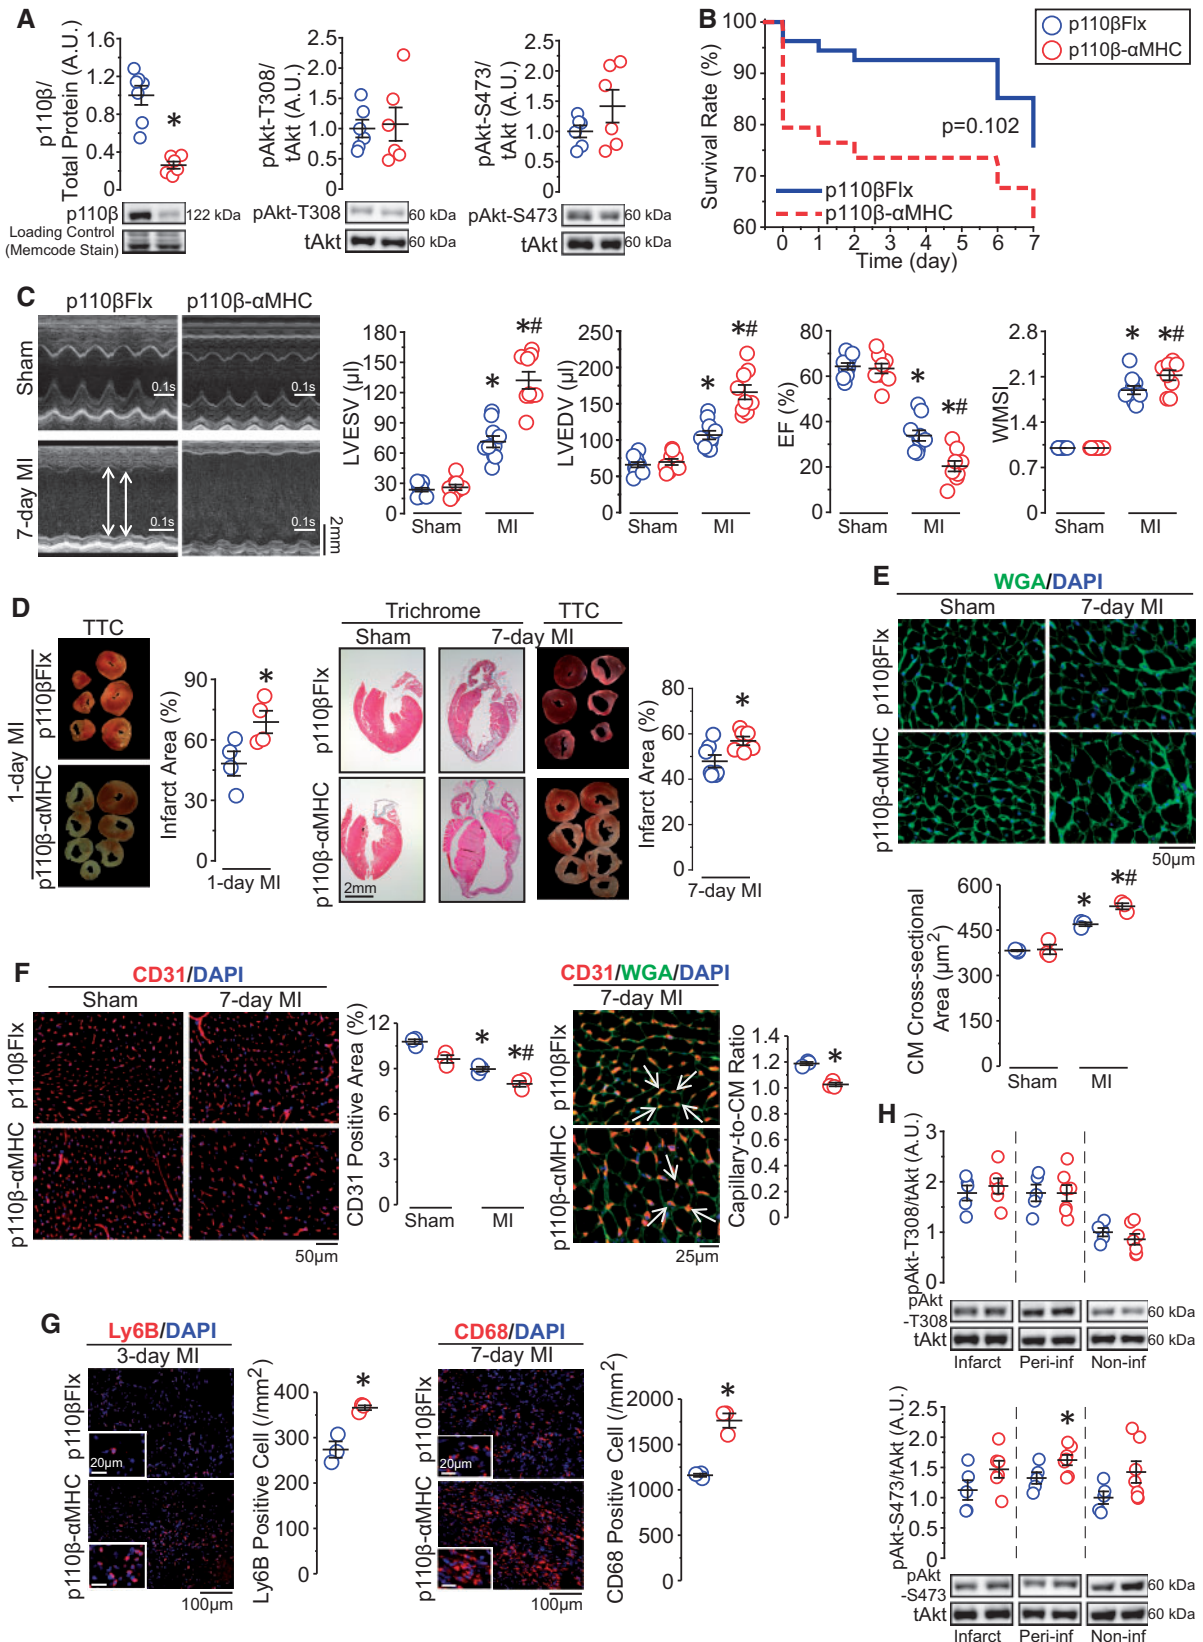 A
p110β/
Total Protein (A.U.)
1.6
1.2
0.8
0.4
0
*
p110β
122 kDa
Loading Control
(Memcode Stain)
pAkt-T308/
tAkt (A.U.)
2.5
2.0
1.5
1.0
0.5
0
pAkt-T308
60 kDa
tAkt
60 kDa
pAkt-S473/
tAkt (A.U.)
2.5
2.0
1.5
1.0
0.5
0
pAkt-S473
60 kDa
tAkt
60 kDa
B
Survival Rate (%)
100
90
80
70
60
p=0.102
p110βFlx
p110β-αMHC
0 1 2 3 4 5 6 7
Time (day)
p110βFlx
p110β-αMHC
C
p110βFlx p110β-αMHC
Sham
0.1s 0.1s
7-day MI
0.1s 0.1s
2mm
LVESV (µl)
180
150
120
90
60
30
0
* *#
Sham MI
LVEDV (µl)
250
200
150
100
50
0
* *#
Sham MI
EF (%)
80
60
40
20
0
* *#
Sham MI
WMSI
2.8
2.1
1.4
0.7
0
* *#
Sham MI
D
TTC
1-day MI
p110βFlx
p110β-αMHC
Infarct Area (%)
90
60
30
0
*
1-day MI
Trichrome TTC
Sham 7-day MI
p110βFlx
p110β-αMHC
2mm
Infarct Area (%)
80
60
40
20
0
*
7-day MI
E
WGA/DAPI
Sham 7-day MI
p110βFlx
p110β-αMHC
50µm
CM Cross-sectional
Area (µm2)
600
450
300
150
0
* *#
Sham MI
F
CD31/DAPI
Sham 7-day MI
p110βFlx
p110β-αMHC
50µm
CD31 Positive Area (%)
12
9
6
3
0
* *#
Sham MI
CD31/WGA/DAPI
7-day MI
p110βFlx
p110β-αMHC
25µm
Capillary-to-CM Ratio
1.4
1.2
1.0
0.8
0.6
0.4
0.2
0
*
G
Ly6B/DAPI
3-day MI
p110βFlx
20µm
p110β-αMHC
100µm
Ly6B Positive Cell (/mm2)
400
300
200
100
0
*
CD68/DAPI
7-day MI
p110βFlx
20µm
p110β-αMHC
100µm
CD68 Positive Cell (/mm2)
2000
1500
1000
500
0
*
H
pAkt-T308/tAkt (A.U.)
3
2
1
0
pAkt
-T308
60 kDa
tAkt
60 kDa
Infarct Peri-inf Non-inf
pAkt-S473/tAkt (A.U.)
2.5
2.0
1.5
1.0
0.5
0
*
pAkt
-S473
60 kDa
tAkt
60 kDa
Infarct Peri-inf Non-inf